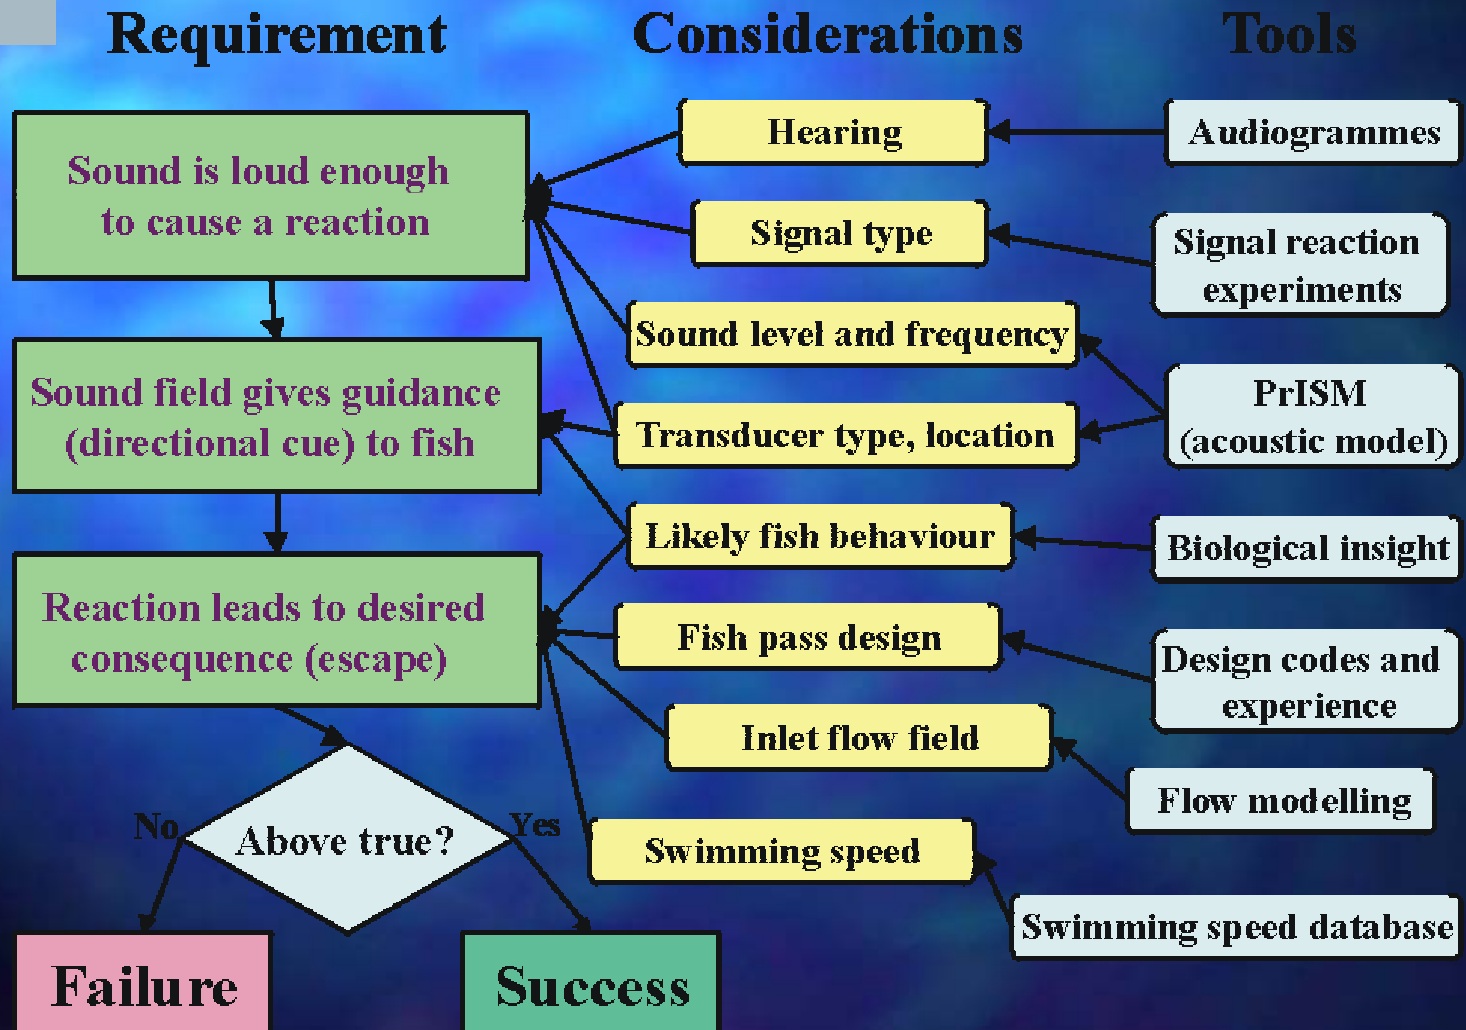 Requirement
Considerations
Tools
Sound is loud enough
to cause a reaction
Sound field gives guidance
(directional cue) to fish
Reaction leads to desired
consequence (escape)
No
Above true?
Yes
Failure
Success
Hearing
Signal type
Sound level and frequency
Transducer type, location
Likely fish behaviour
Fish pass design
Inlet flow field
Swimming speed
Audiogrammes
Signal reaction
experiments
PrISM
(acoustic model)
Biological insight
Design codes and
experience
Flow modelling
Swimming speed database